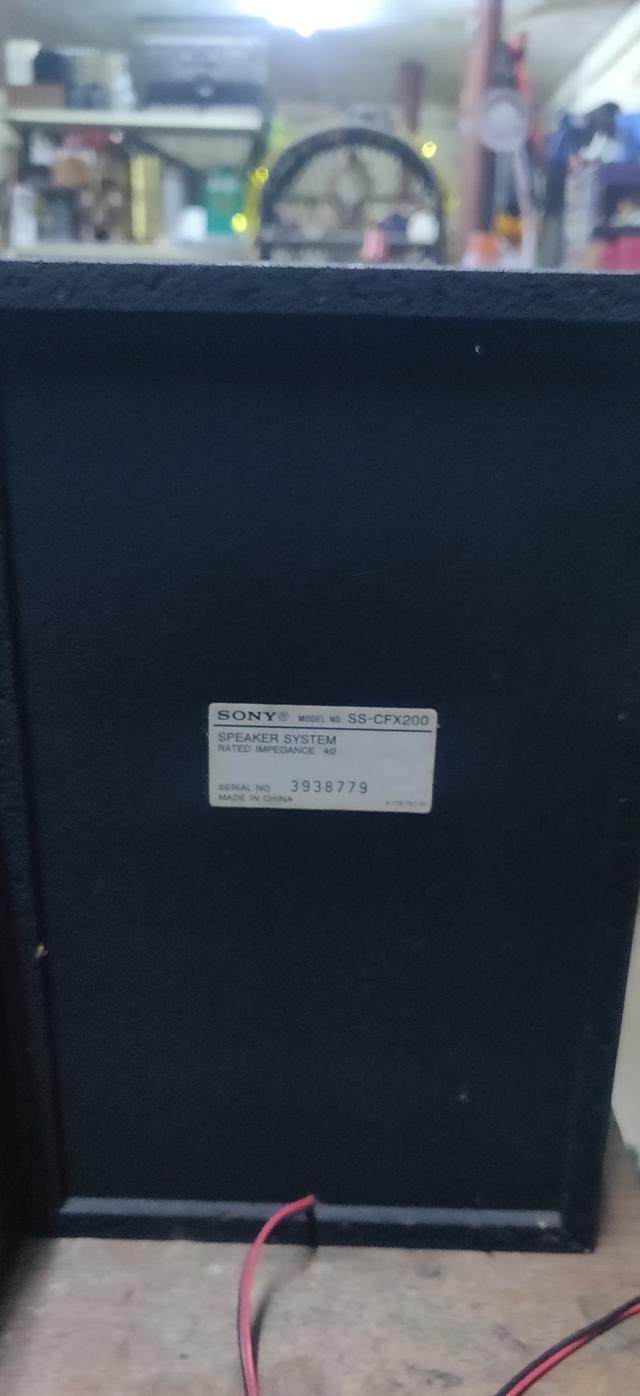 SONY® MODEL NO. SS-CFX200
SPEAKER SYSTEM
RATED IMPEDANCE 4Ω
SERIAL NO. 3938779
MADE IN CHINA